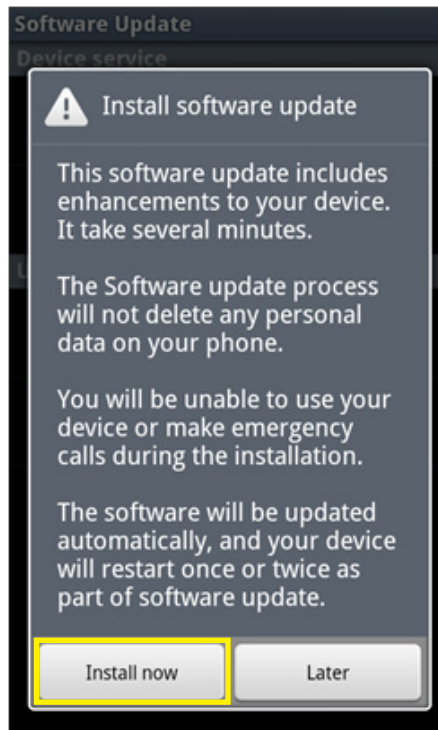 Software Update
Device service
Install software update
This software update includes
enhancements to your device.
It take several minutes.
The Software update process
will not delete any personal
data on your phone.
You will be unable to use your
device or make emergency
calls during the installation.
The software will be updated
automatically, and your device
will restart once or twice as
part of software update.
Install now
Later